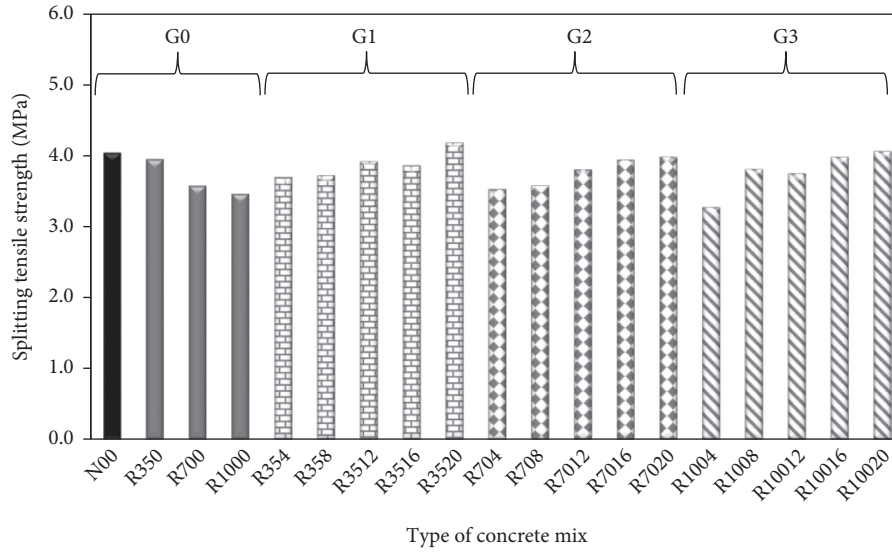 6.0
5.0
4.0
3.0
2.0
1.0
0.0
Splitting tensile strength (MPa)
G0 G1 G2 G3
N00 R350 R700 R1000 R354 R358 R3512 R3516 R3520 R704 R708 R7012 R7016 R7020 R1004 R1008 R10012 R10016 R10020
Type of concrete mix